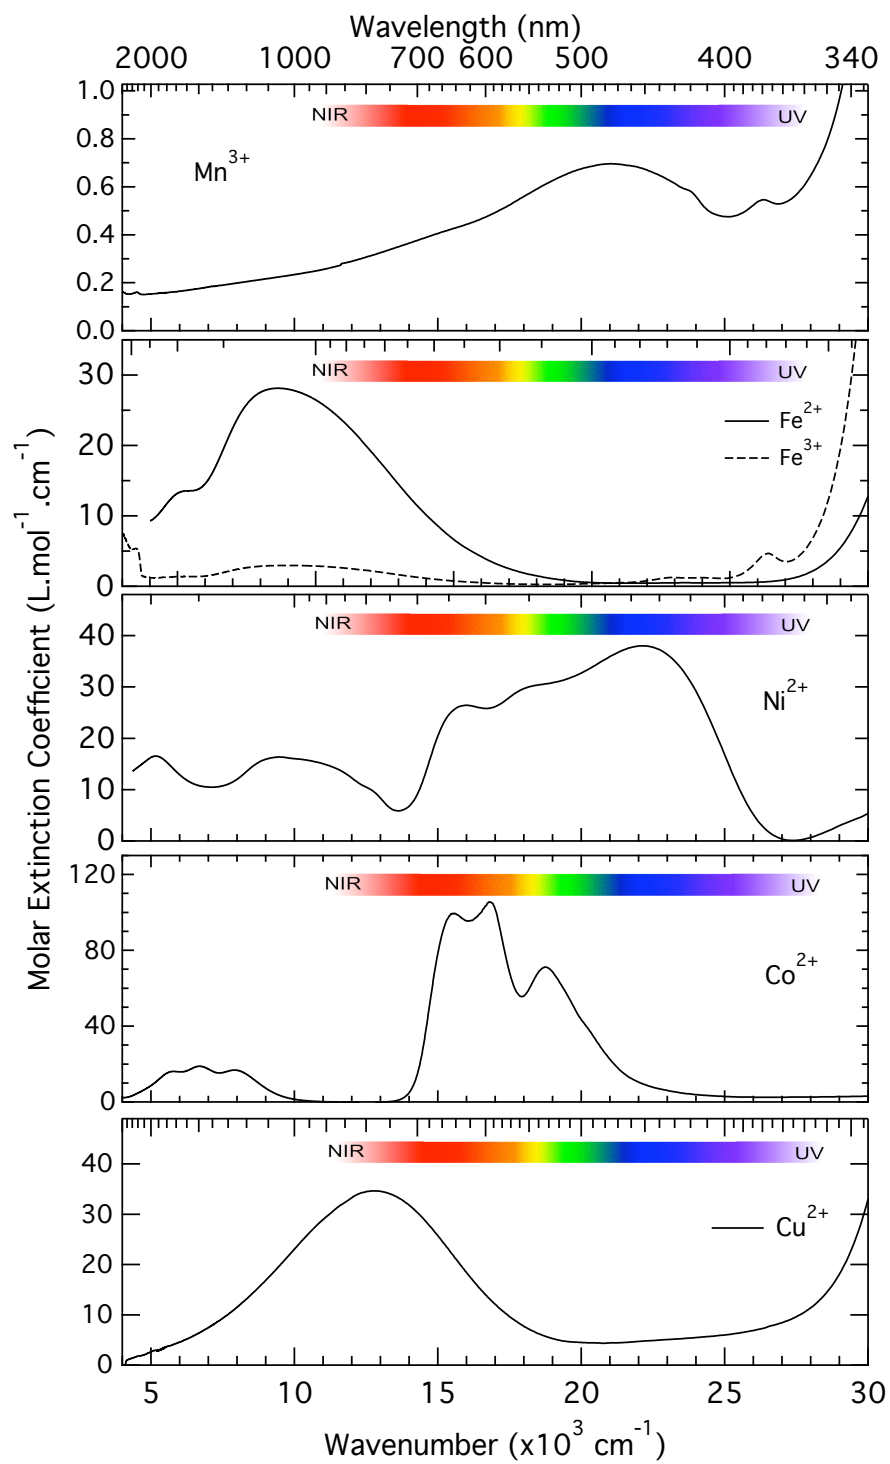 Wavelength (nm)
2000 1000 700 600 500 400 340
1.0
NIR UV
0.8
Mn3+
0.6
0.4
0.2
0.0
30
NIR UV
Fe2+
20
Fe3+
10
0
40
NIR UV
30
Ni2+
20
10
0
120
NIR UV
80
Co2+
40
0
40
NIR UV
30
Cu2+
20
10
0
5 10 15 20 25 30
Wavenumber (x10³ cm⁻¹)
Molar Extinction Coefficient (L.mol⁻¹.cm⁻¹)